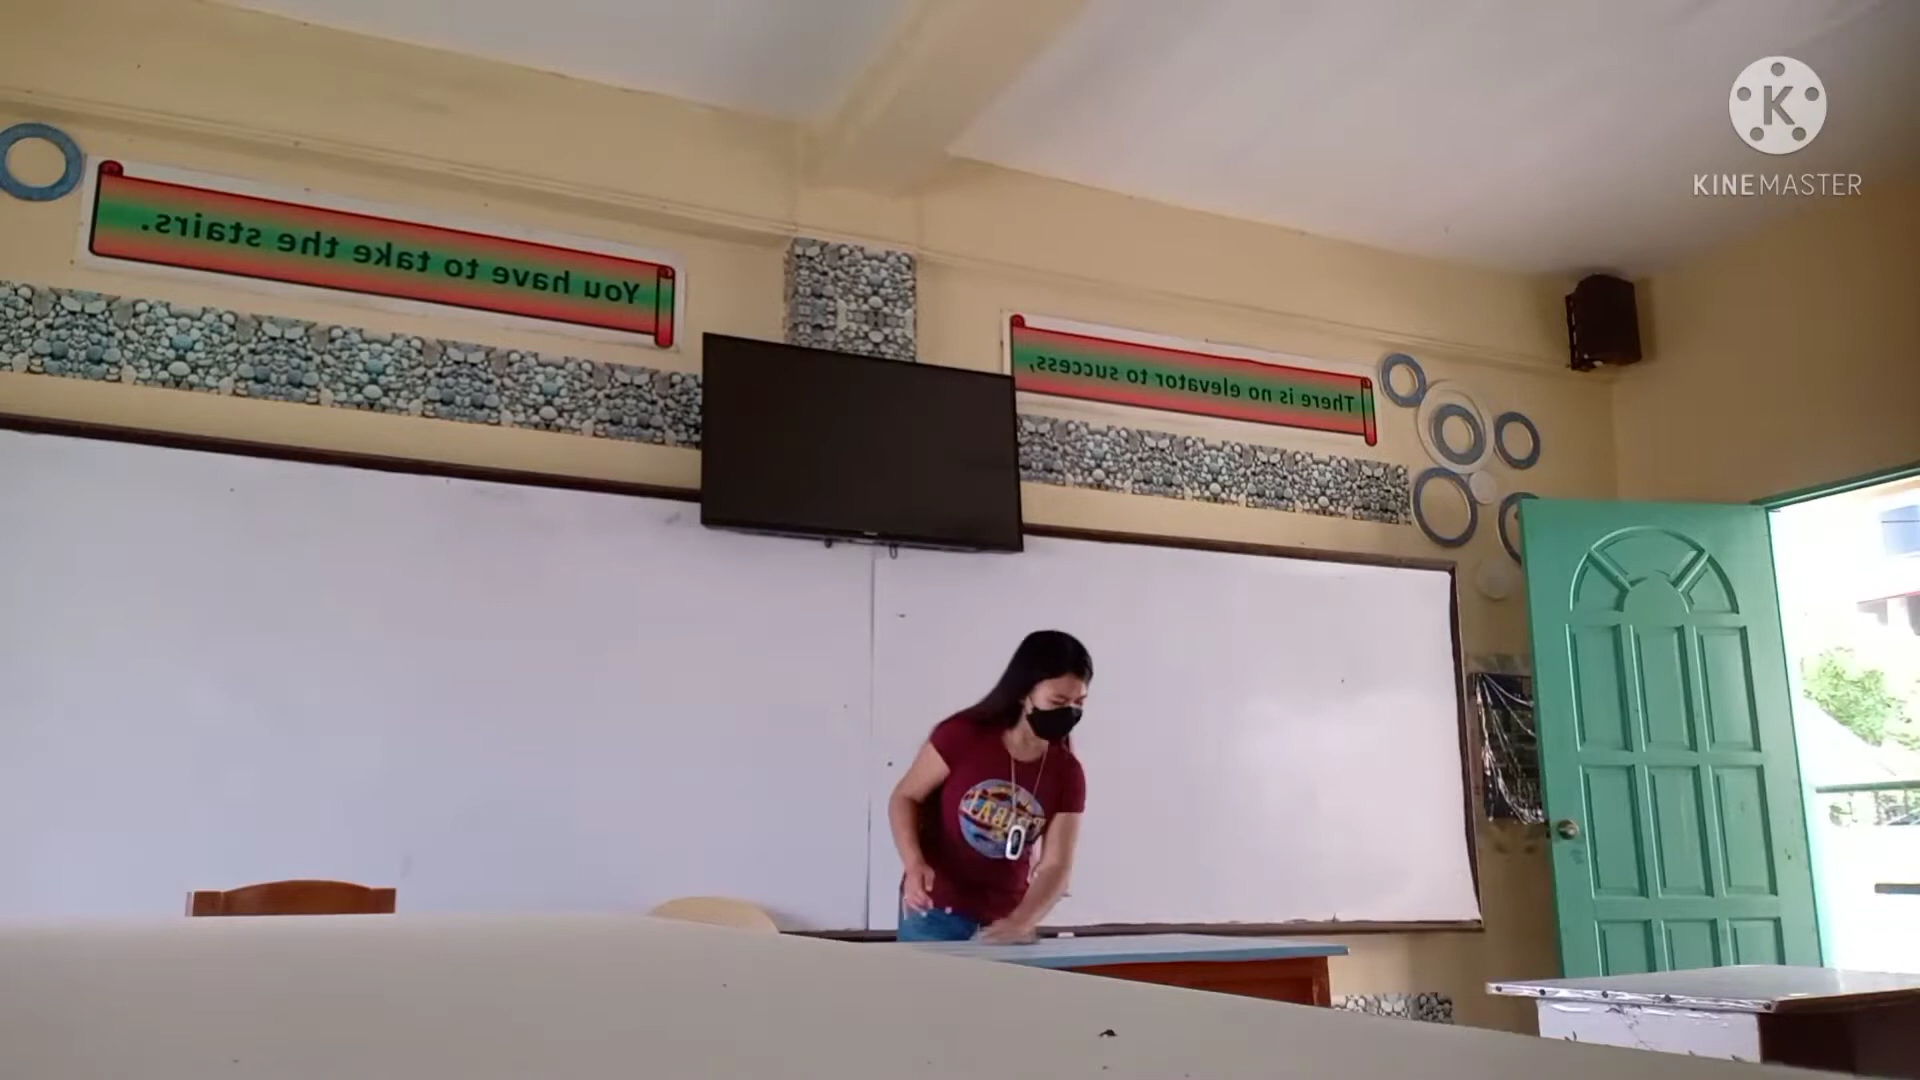 There is no elevator to success,
You have to take the stairs.
K
KINEMASTER